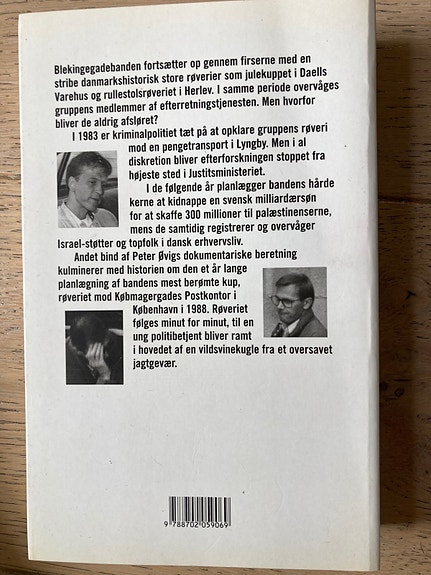 Blekingegadebanden fortsætter op gennem firserne med en
stribe danmarkshistorisk store røverier som julekuppet i Daells
Varehus og rullestolsrøveriet i Herlev. I samme periode overvåges
gruppens medlemmer af efterretningstjenesten. Men hvorfor
bliver de aldrig afsløret?
I 1983 er kriminalpolitiet tæt på at opklare gruppens røveri
mod en pengetransport i Lyngby. Men i al
diskretion bliver efterforskningen stoppet fra
højeste sted i Justitsministeriet.
I de følgende år planlægger bandens hårde
kerne at kidnappe en svensk milliardærsøn
for at skaffe 300 millioner til palæstinenserne,
mens de samtidig registrerer og overvåger
Israel-støtter og topfolk i dansk erhvervsliv.
Andet bind af Peter Øvigs dokumentariske beretning
kulminerer med historien om den et år lange
planlægning af bandens mest berømte kup,
røveriet mod Købmagergades Postkontor i
København i 1988. Røveriet
følges minut for minut, til en
ung politibetjent bliver ramt
i hovedet af en vildsvinekugle fra et oversavet
jagtgevær.
9 788702 059069